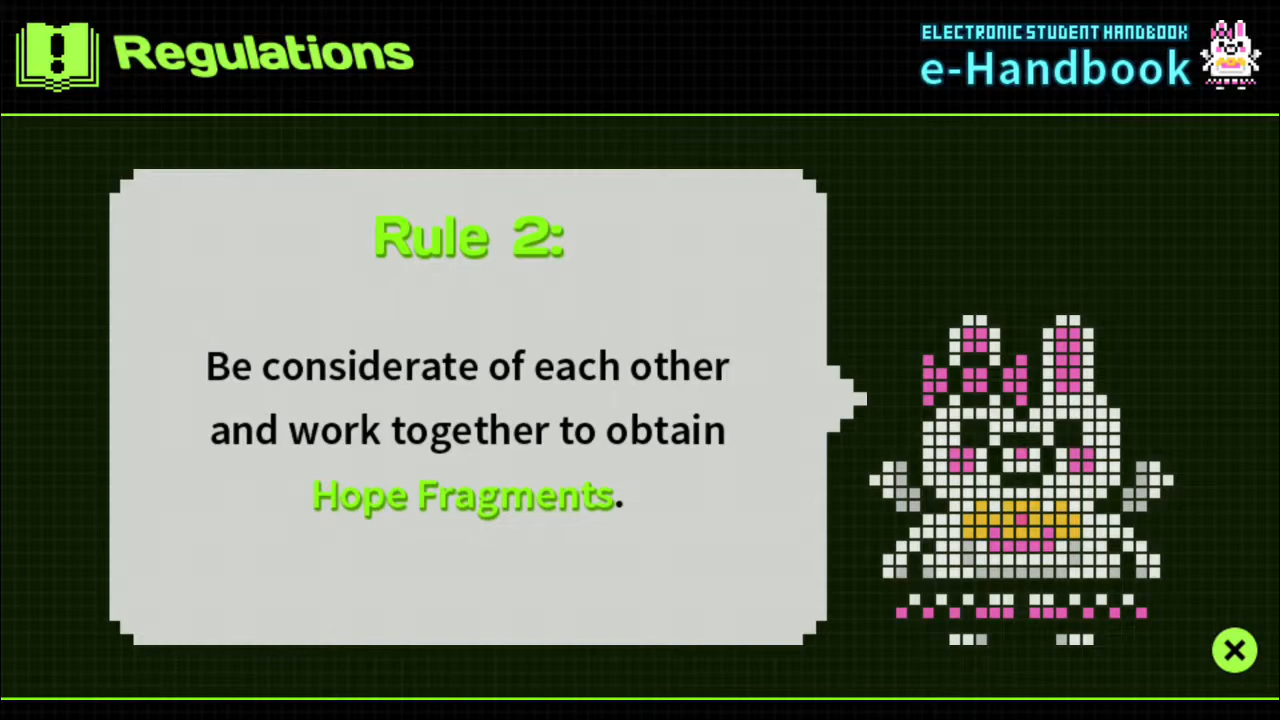 Regulations
ELECTRONIC STUDENT HANDBOOK
e-Handbook
Rule 2:
Be considerate of each other
and work together to obtain
Hope Fragments.